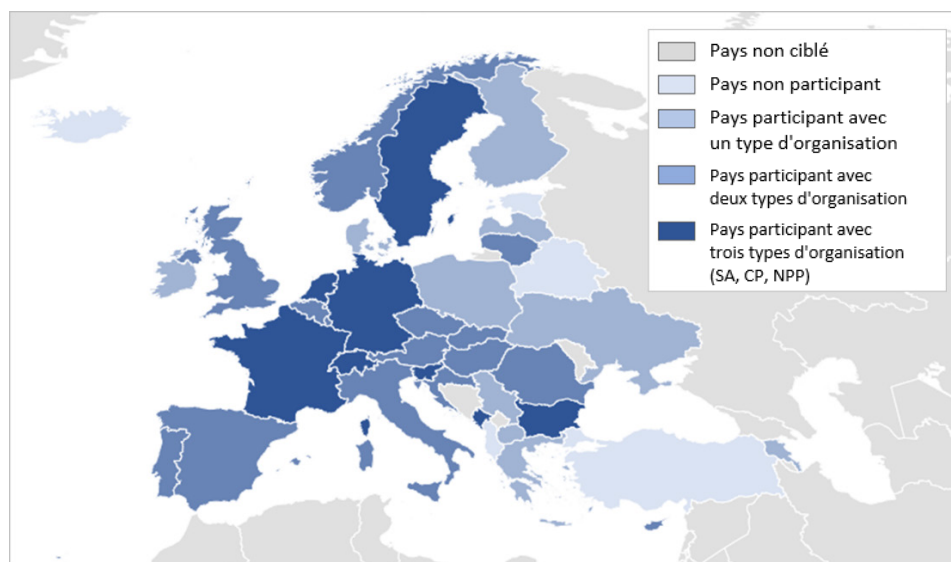 Pays non ciblé
Pays non participant
Pays participant avec
un type d'organisation
Pays participant avec
deux types d'organisation
Pays participant avec
trois types d'organisation
(SA, CP, NPP)